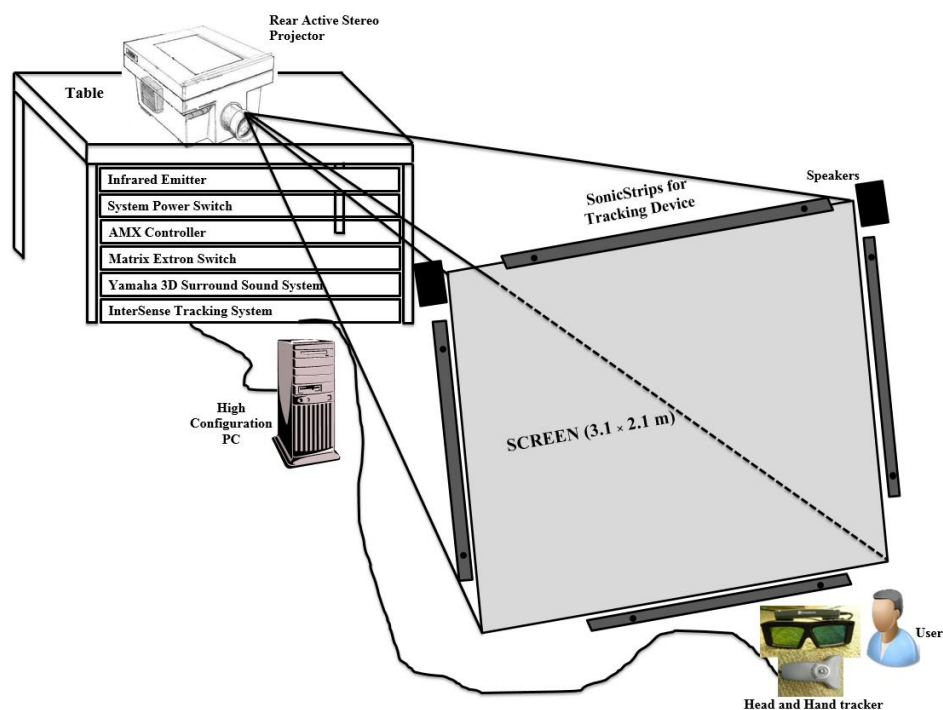 Rear Active Stereo
Projector
Table
Infrared Emitter
System Power Switch
AMX Controller
Matrix Extron Switch
Yamaha 3D Surround Sound System
InterSense Tracking System
SonicStrips for
Tracking Device
Speakers
High
Configuration
PC
SCREEN (3.1 × 2.1 m)
User
Head and Hand tracker